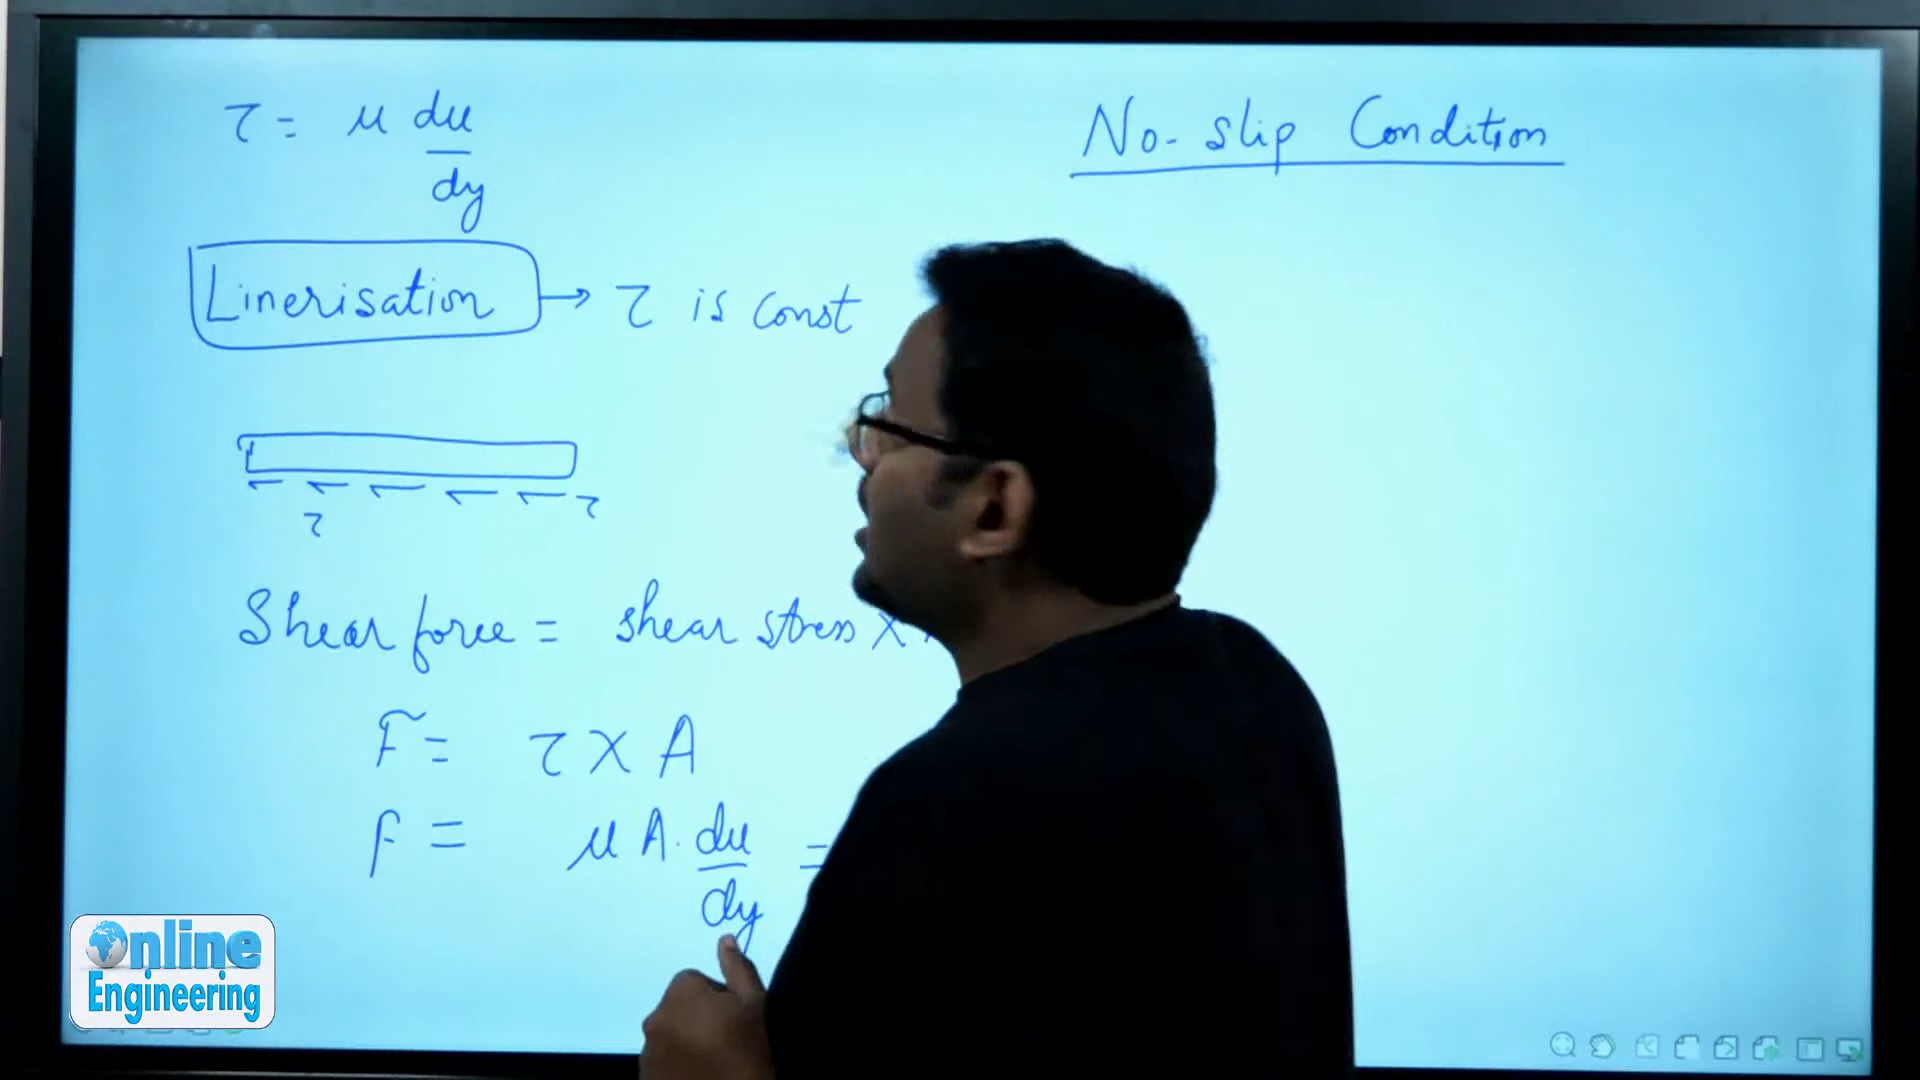 τ = μ du/dy
Linerisation → τ is const
τ
τ
Shear force = shear stress ×
F = τ × A
F = μ A . du/dy =
No-slip Condition
Online
Engineering